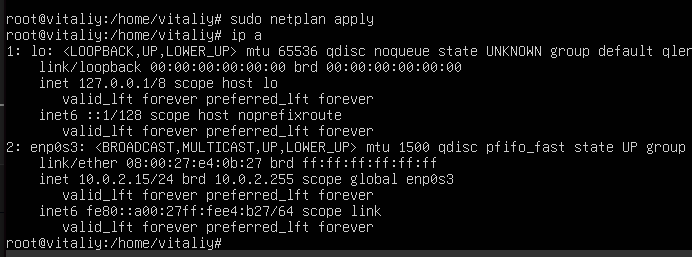 root@vitaliy:/home/vitaliy# sudo netplan apply
root@vitaliy:/home/vitaliy# ip a
1: lo: <LOOPBACK,UP,LOWER_UP> mtu 65536 qdisc noqueue state UNKNOWN group default qlen
    link/loopback 00:00:00:00:00:00 brd 00:00:00:00:00:00
    inet 127.0.0.1/8 scope host lo
       valid_lft forever preferred_lft forever
    inet6 ::1/128 scope host noprefixroute
       valid_lft forever preferred_lft forever
2: enp0s3: <BROADCAST,MULTICAST,UP,LOWER_UP> mtu 1500 qdisc pfifo_fast state UP group
    link/ether 08:00:27:e4:0b:27 brd ff:ff:ff:ff:ff:ff
    inet 10.0.2.15/24 brd 10.0.2.255 scope global enp0s3
       valid_lft forever preferred_lft forever
    inet6 fe80::a00:27ff:fee4:b27/64 scope link
       valid_lft forever preferred_lft forever
root@vitaliy:/home/vitaliy#